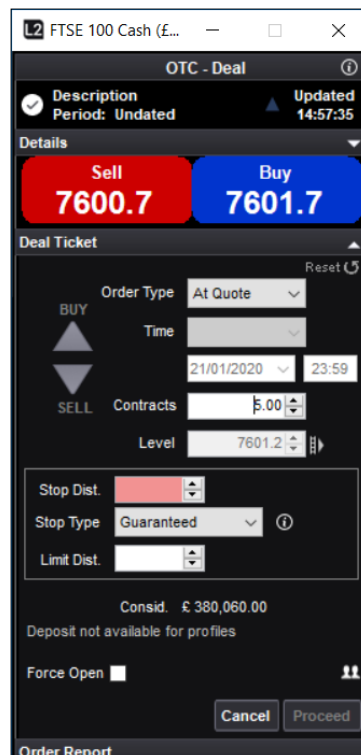 L2 FTSE 100 Cash (£...
OTC - Deal
Description
Period: Undated
Updated
14:57:35
Details
Sell
7600.7
Buy
7601.7
Deal Ticket
Reset
BUY
SELL
Order Type At Quote
Time
21/01/2020 23:59
Contracts 5.00
Level 7601.2
Stop Dist.
Stop Type Guaranteed
Limit Dist.
Consid. £ 380,060.00
Deposit not available for profiles
Force Open
Cancel Proceed
Order Report